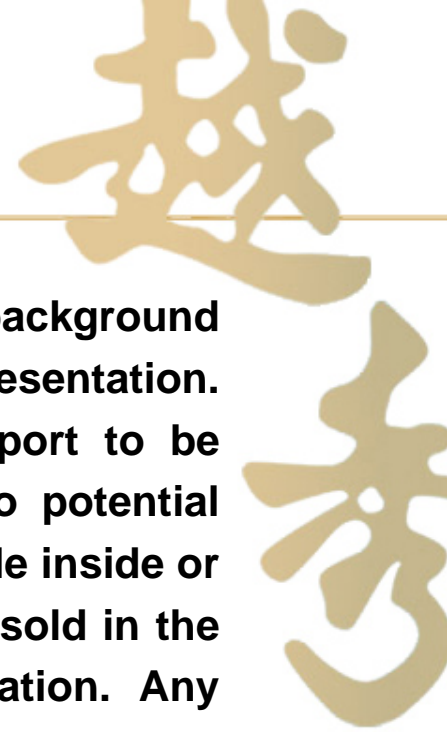 越
秀
background
esentation.
port to be
o potential
le inside or
sold in the
ation. Any